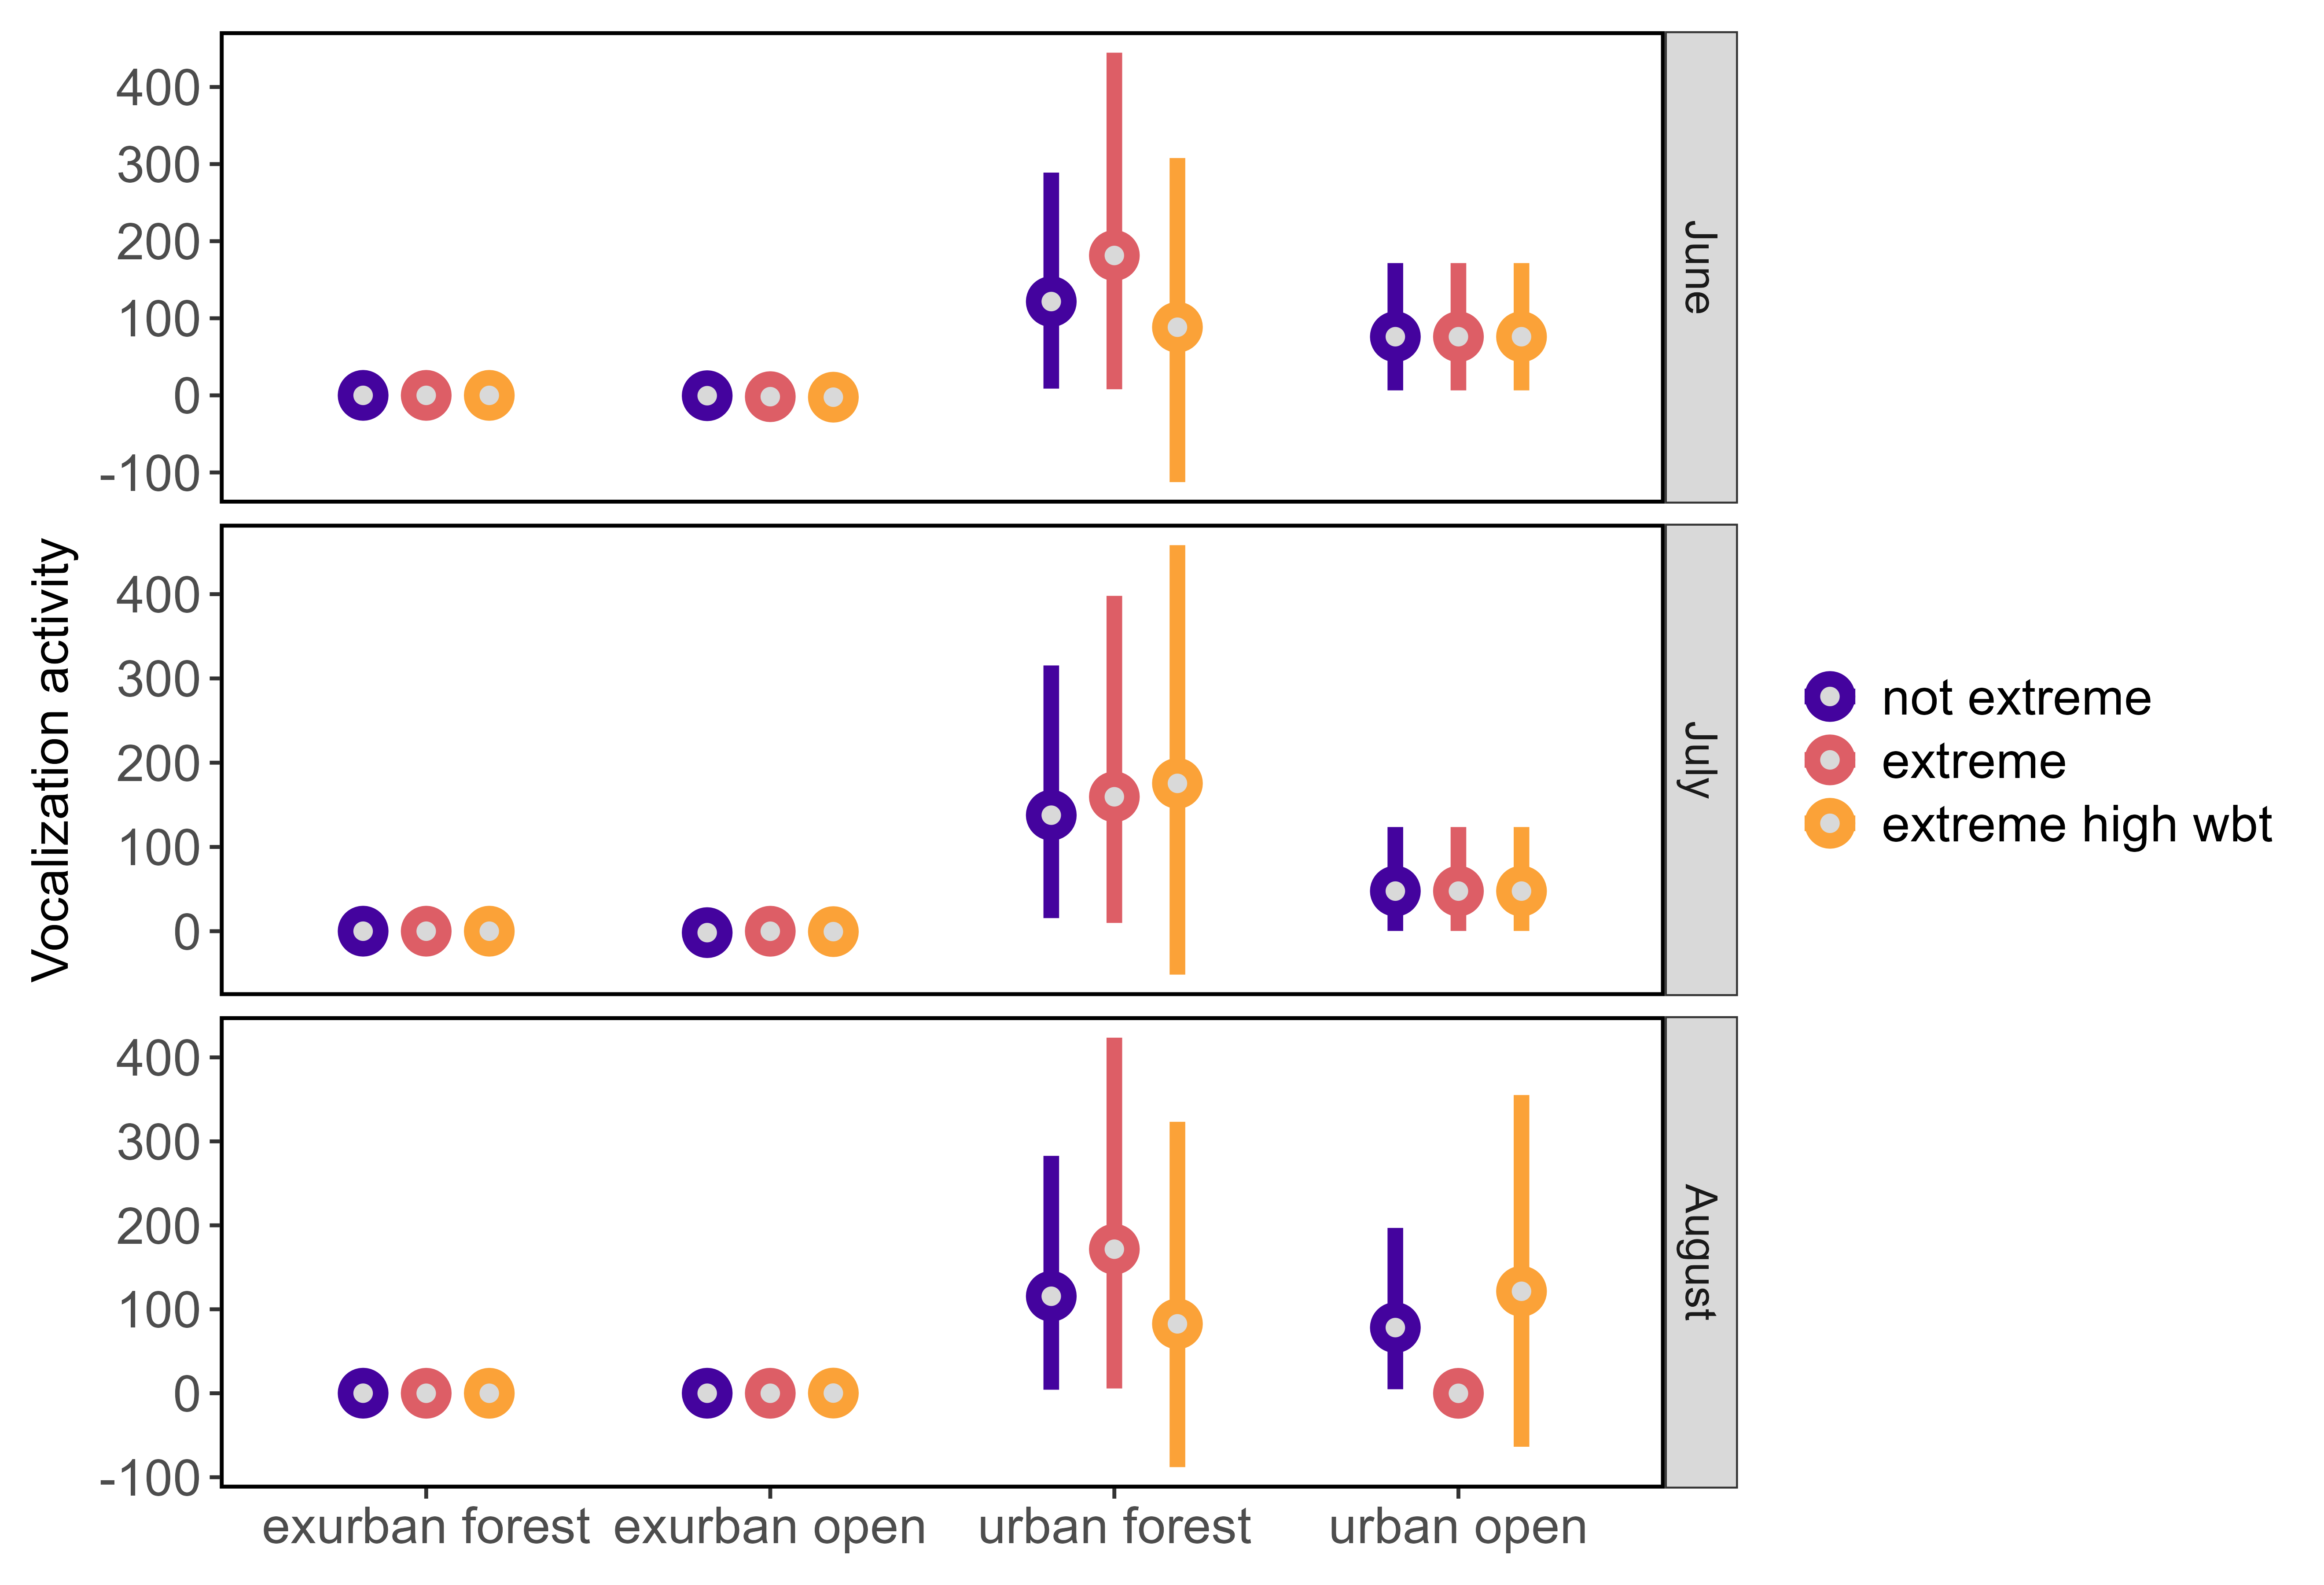 400
300
200
100
0
-100
June
400
300
200
100
0
July
400
300
200
100
0
-100
August
Vocalization activity
exurban forest exurban open urban forest urban open
not extreme
extreme
extreme high wbt